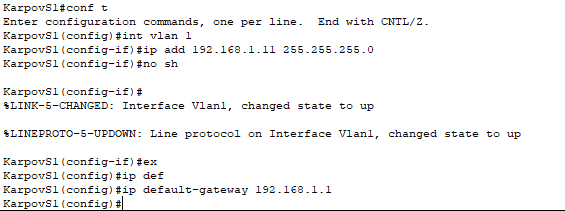 KarpovS1#conf t
Enter configuration commands, one per line.  End with CNTL/Z.
KarpovS1(config)#int vlan 1
KarpovS1(config-if)#ip add 192.168.1.11 255.255.255.0
KarpovS1(config-if)#no sh
KarpovS1(config-if)#
%LINK-5-CHANGED: Interface Vlan1, changed state to up
%LINEPROTO-5-UPDOWN: Line protocol on Interface Vlan1, changed state to up
KarpovS1(config-if)#ex
KarpovS1(config)#ip def
KarpovS1(config)#ip default-gateway 192.168.1.1
KarpovS1(config)#